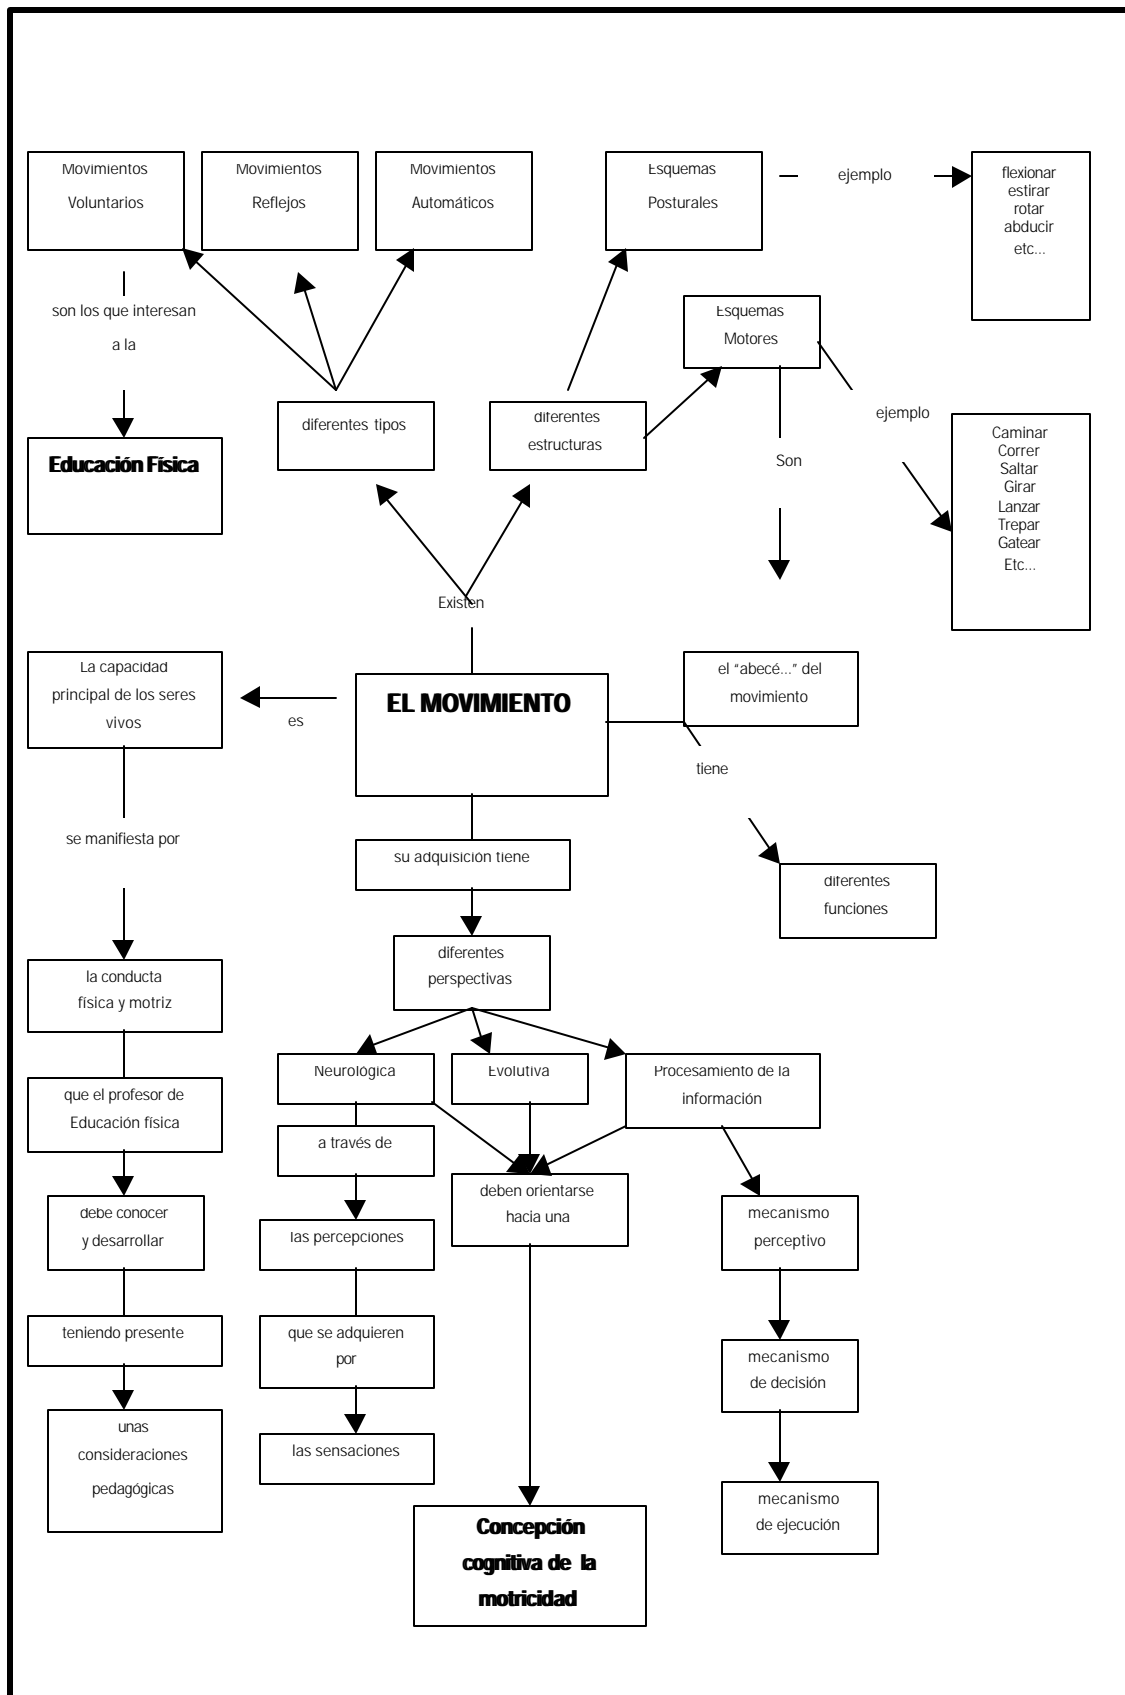 Movimientos
Voluntarios
Movimientos
Reflejos
Movimientos
Automáticos
Esquemas
Posturales
ejemplo
flexionar
estirar
rotar
abducir
etc...
son los que interesan
a la
Esquemas
Motores
ejemplo
diferentes tipos
diferentes
estructuras
Educación Física
Son
Caminar
Correr
Saltar
Girar
Lanzar
Trepar
Gatear
Etc...
Existen
La capacidad
principal de los seres
vivos
es
EL MOVIMIENTO
el “abecé...” del
movimiento
tiene
se manifiesta por
su adquisición tiene
diferentes
funciones
diferentes
perspectivas
la conducta
física y motriz
Neurológica
Evolutiva
Procesamiento de la
información
que el profesor de
Educación física
a través de
deben orientarse
hacia una
debe conocer
y desarrollar
las percepciones
mecanismo
perceptivo
teniendo presente
que se adquieren
por
mecanismo
de decisión
unas
consideraciones
pedagógicas
las sensaciones
mecanismo
de ejecución
Concepción
cognitiva de la
motricidad